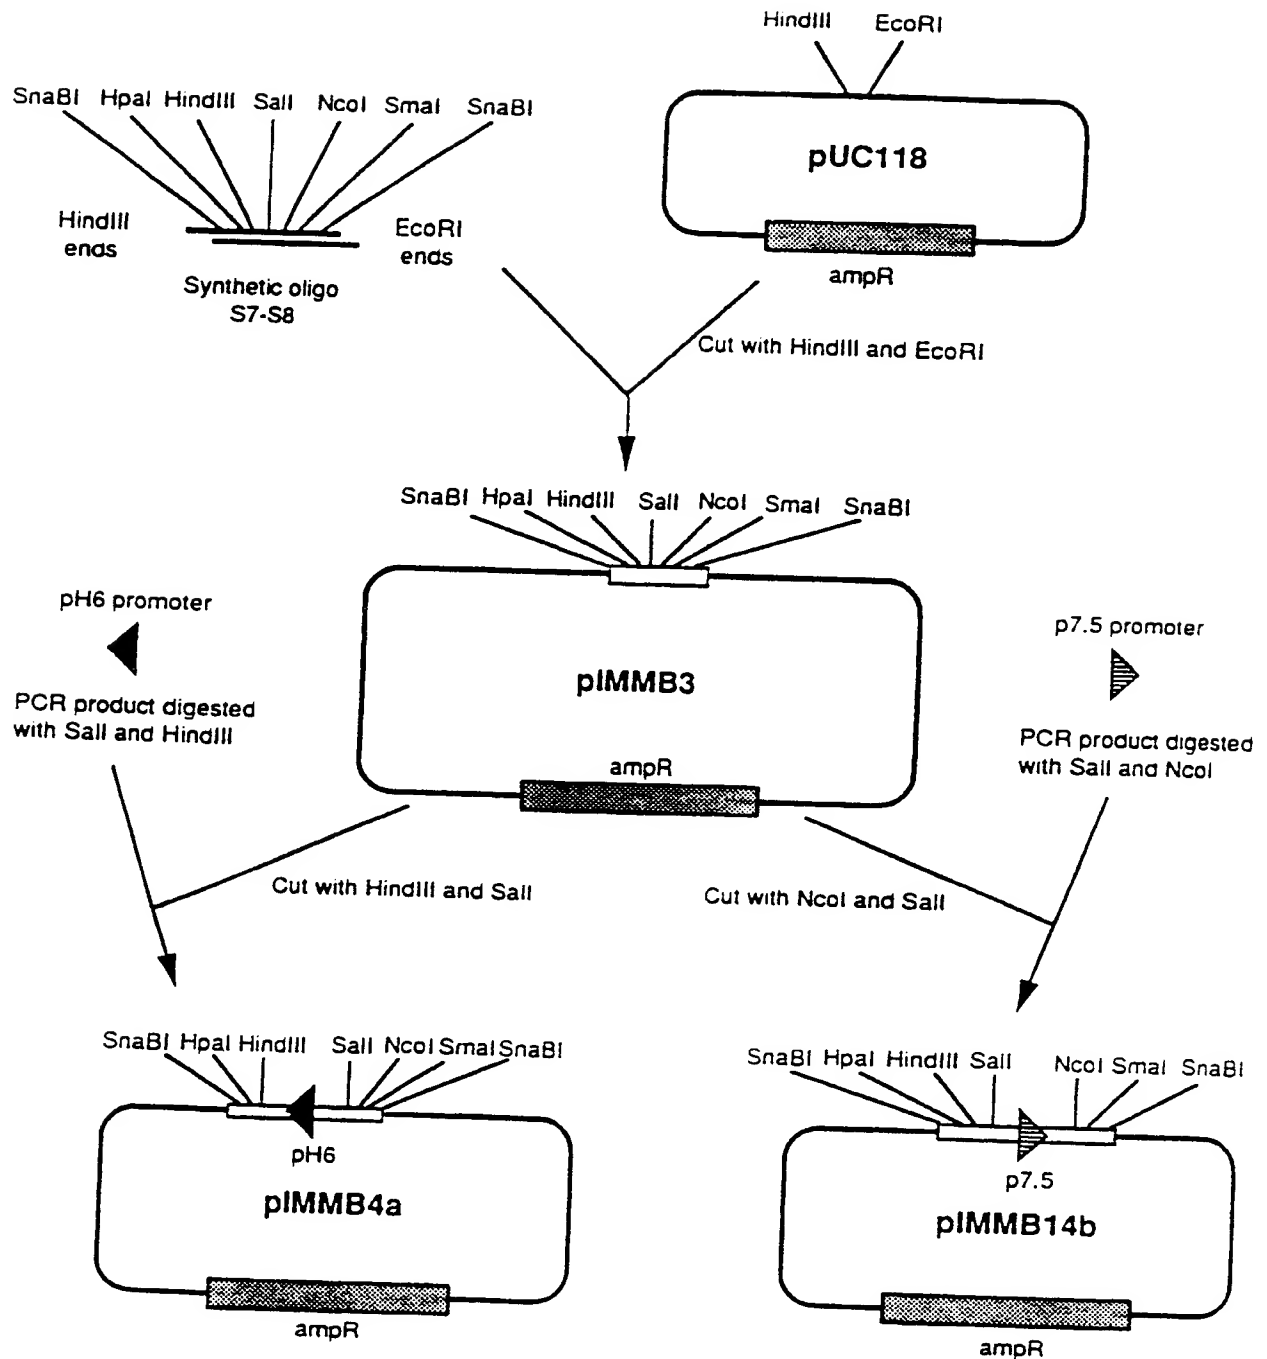 HindIII EcoRI
SnaBI HpaI HindIII SalI NcoI SmaI SnaBI
pUC118
HindIII
ends
EcoRI
ends
ampR
Synthetic oligo
S7-S8
Cut with HindIII and EcoRI
SnaBI HpaI HindIII SalI NcoI SmaI SnaBI
pH6 promoter
p7.5 promoter
pIMMB3
PCR product digested
with SalI and HindIII
PCR product digested
with SalI and NcoI
ampR
Cut with HindIII and SalI
Cut with NcoI and SalI
SnaBI HpaI HindIII SalI NcoI SmaI SnaBI
pH6
pIMMB4a
ampR
SnaBI HpaI HindIII SalI NcoI SmaI SnaBI
p7.5
pIMMB14b
ampR